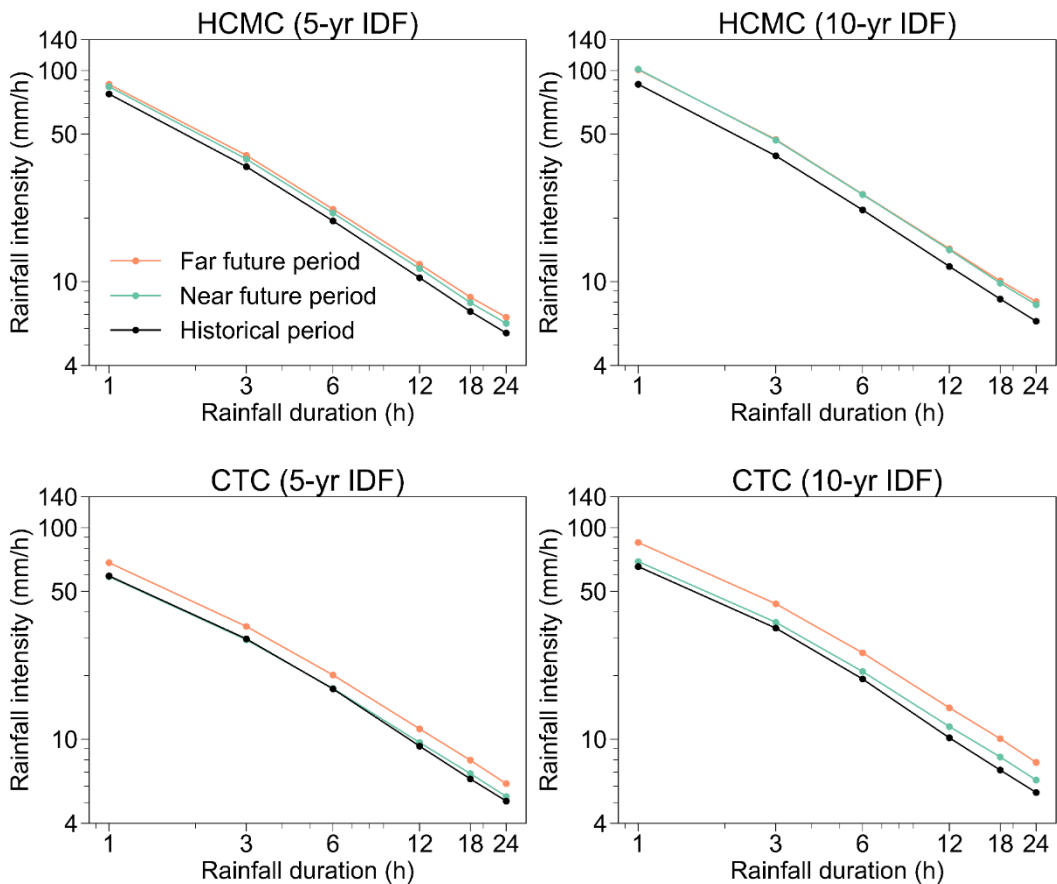 HCMC (5-yr IDF)
140
100
50
10
4
Rainfall intensity (mm/h)
Far future period
Near future period
Historical period
1 3 6 12 18 24
Rainfall duration (h)
HCMC (10-yr IDF)
140
100
50
10
4
Rainfall intensity (mm/h)
1 3 6 12 18 24
Rainfall duration (h)
CTC (5-yr IDF)
140
100
50
10
4
Rainfall intensity (mm/h)
1 3 6 12 18 24
Rainfall duration (h)
CTC (10-yr IDF)
140
100
50
10
4
Rainfall intensity (mm/h)
1 3 6 12 18 24
Rainfall duration (h)